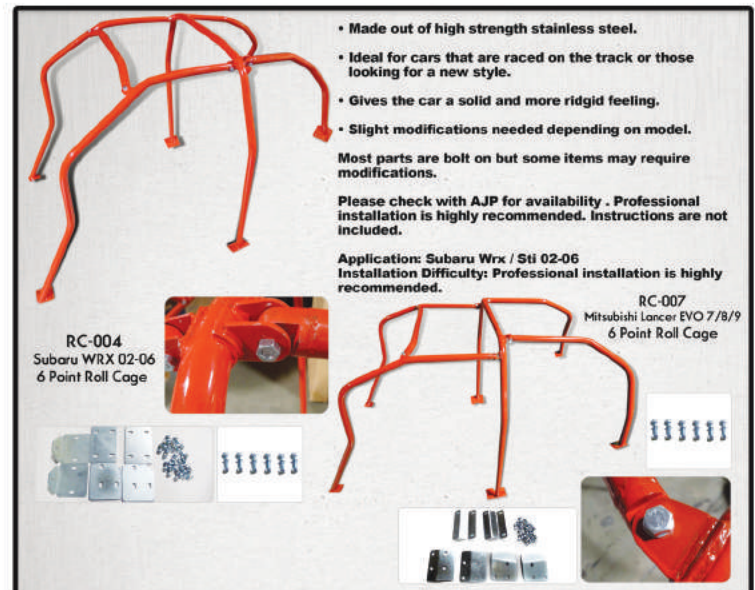 • Made out of high strength stainless steel.
• Ideal for cars that are raced on the track or those
looking for a new style.
• Gives the car a solid and more ridgid feeling.
• Slight modifications needed depending on model.
Most parts are bolt on but some items may require
modifications.
Please check with AJP for availability . Professional
installation is highly recommended. Instructions are not
included.
Application: Subaru Wrx / Sti 02-06
Installation Difficulty: Professional installation is highly
recommended.
RC-004
Subaru WRX 02-06
6 Point Roll Cage
RC-007
Mitsubishi Lancer EVO 7/8/9
6 Point Roll Cage